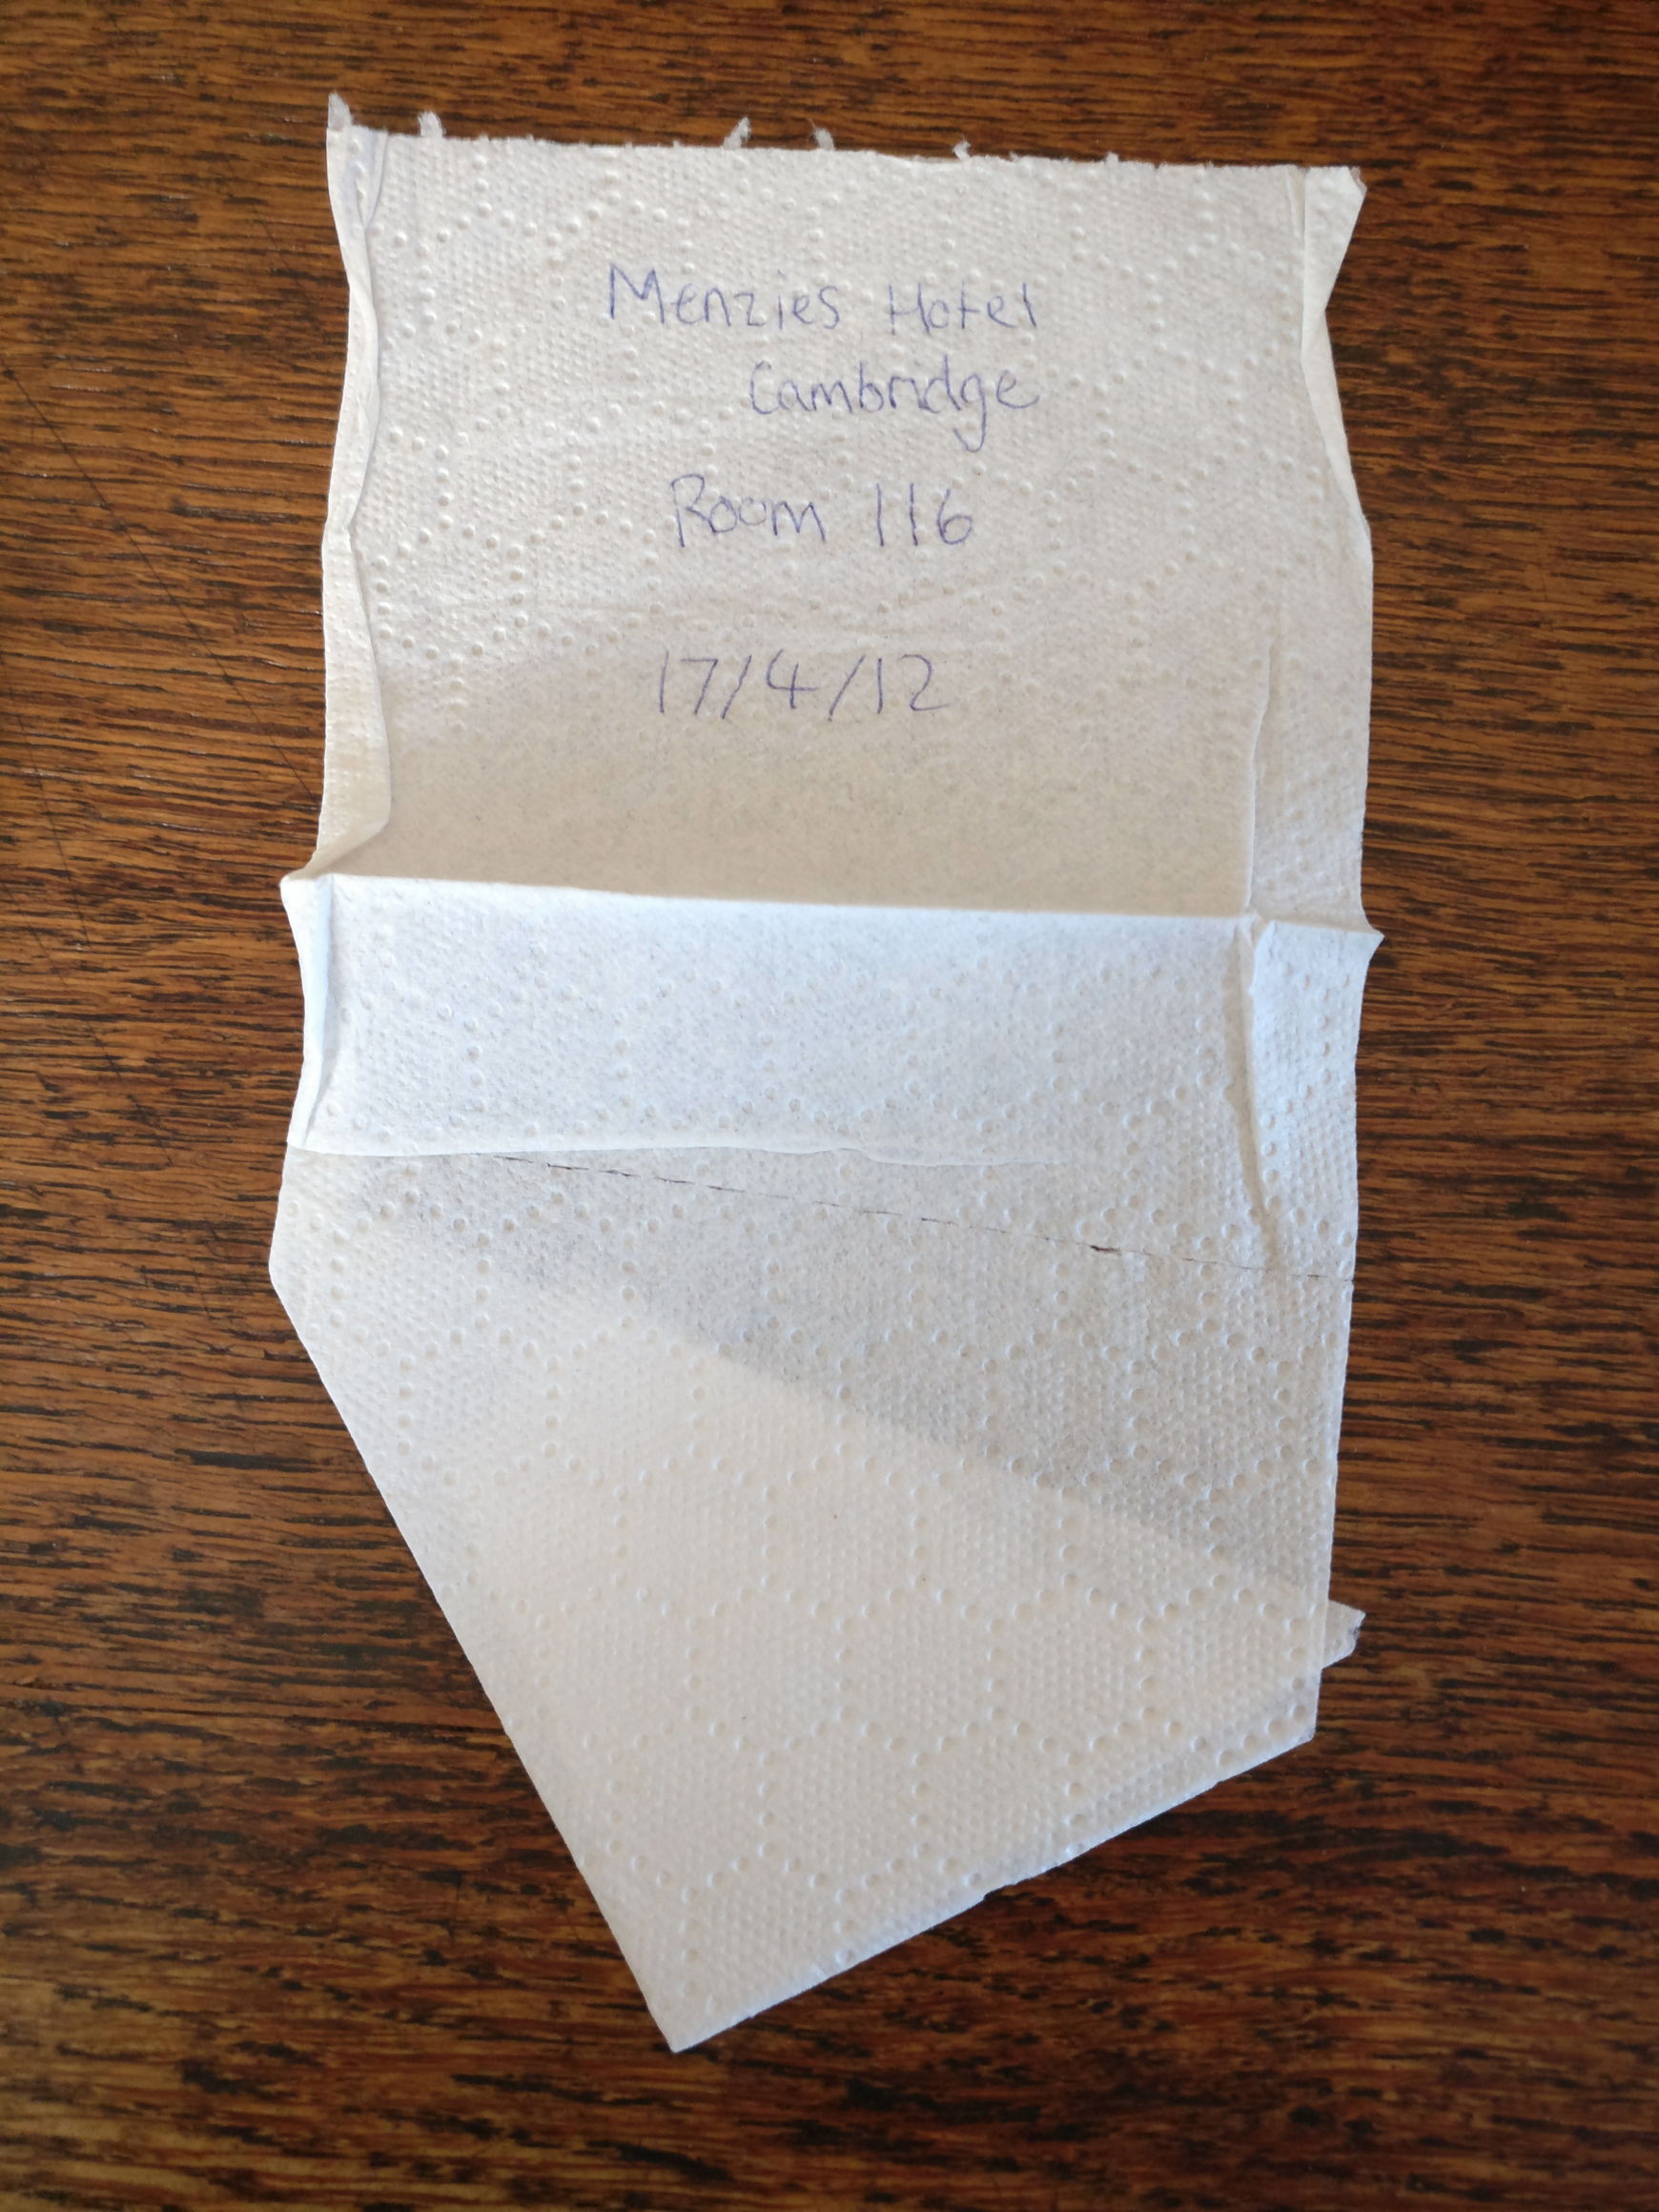 Menzies Hotel
Cambridge
Room 116
17/4/12